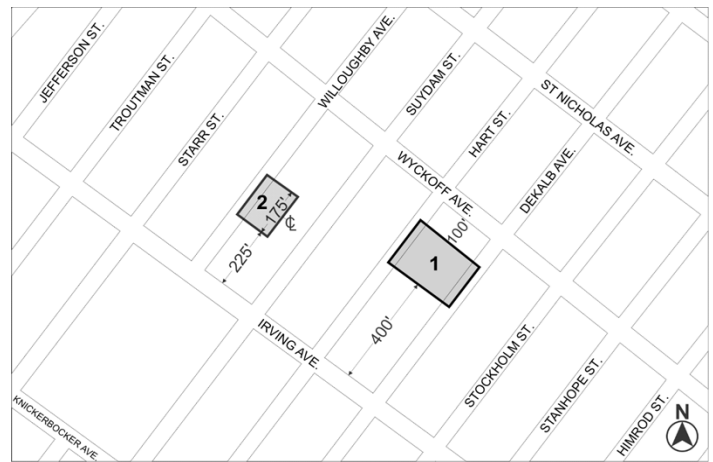 JEFFERSON ST.
TROUTMAN ST.
STARR ST.
WILLOUGHBY AVE.
SUYDAM ST.
HART ST.
ST NICHOLAS AVE.
DEKALB AVE.
WYCKOFF AVE.
2
175'
℄
225'
100'
1
400'
IRVING AVE.
STOCKHOLM ST.
STANHOPE ST.
HIMROD ST.
KNICKERBOCKER AVE.
N